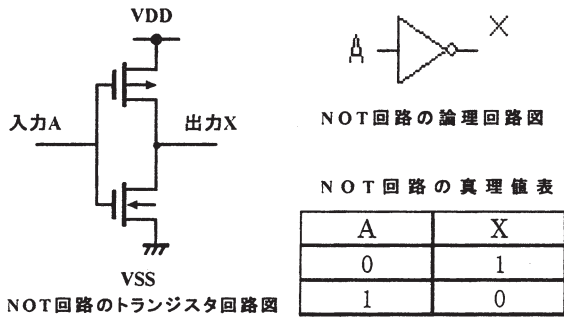 VDD
入力A
出力X
VSS
NOT回路のトランジスタ回路図
A
X
NOT回路の論理回路図
NOT回路の真理値表
A X
0 1
1 0